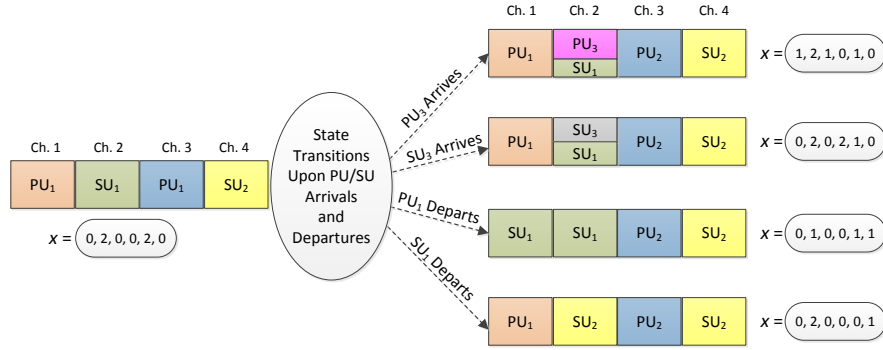 Ch. 1 Ch. 2 Ch. 3 Ch. 4
PU1 PU3 PU2 SU2
SU1
x = 1, 2, 1, 0, 1, 0
PU3 Arrives
Ch. 1 Ch. 2 Ch. 3 Ch. 4
PU1 SU1 PU1 SU2
x = 0, 2, 0, 0, 2, 0
State
Transitions
Upon PU/SU
Arrivals
and
Departures
SU3 Arrives
PU1 SU3 PU2 SU2
SU1
x = 0, 2, 0, 2, 1, 0
PU1 Departs
SU1 SU1 PU2 SU2
x = 0, 1, 0, 0, 1, 1
SU1 Departs
PU1 SU2 PU2 SU2
x = 0, 2, 0, 0, 0, 1